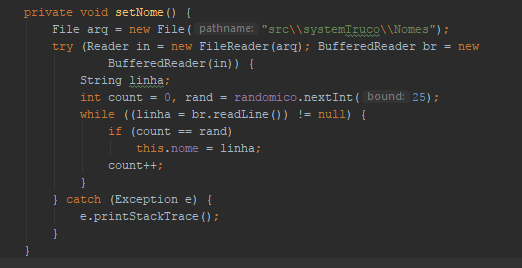 private void setNome() {
File arq = new File( pathname: "src\\systemTruco\\Nomes");
try (Reader in = new FileReader(arq); BufferedReader br = new
BufferedReader(in)) {
String linha;
int count = 0, rand = randomico.nextInt( bound: 25);
while ((linha = br.readLine()) != null) {
if (count == rand)
this.nome = linha;
count++;
}
} catch (Exception e) {
e.printStackTrace();
}
}